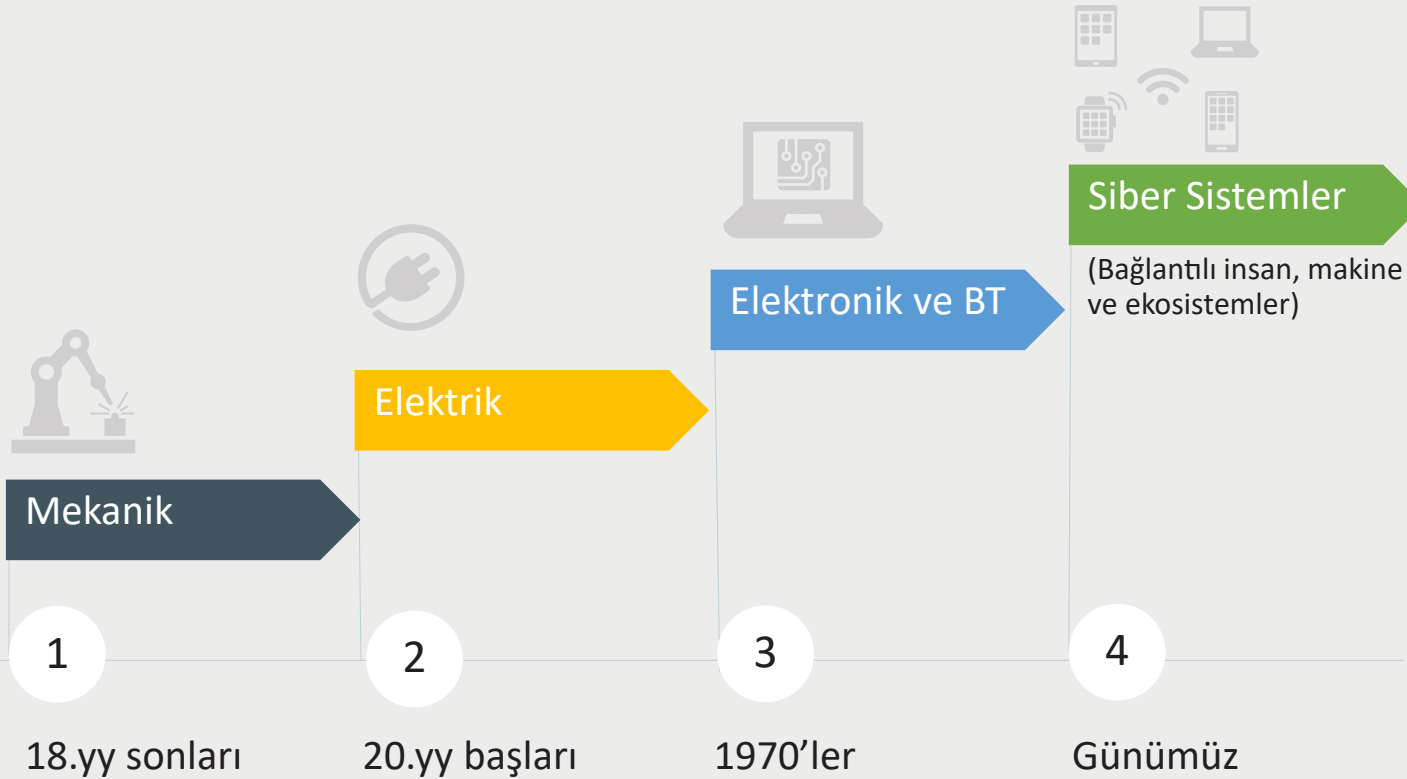 Siber Sistemler
(Bağlantılı insan, makine
ve ekosistemler)
Elektronik ve BT
Elektrik
Mekanik
1
2
3
4
18.yy sonları
20.yy başları
1970’ler
Günümüz